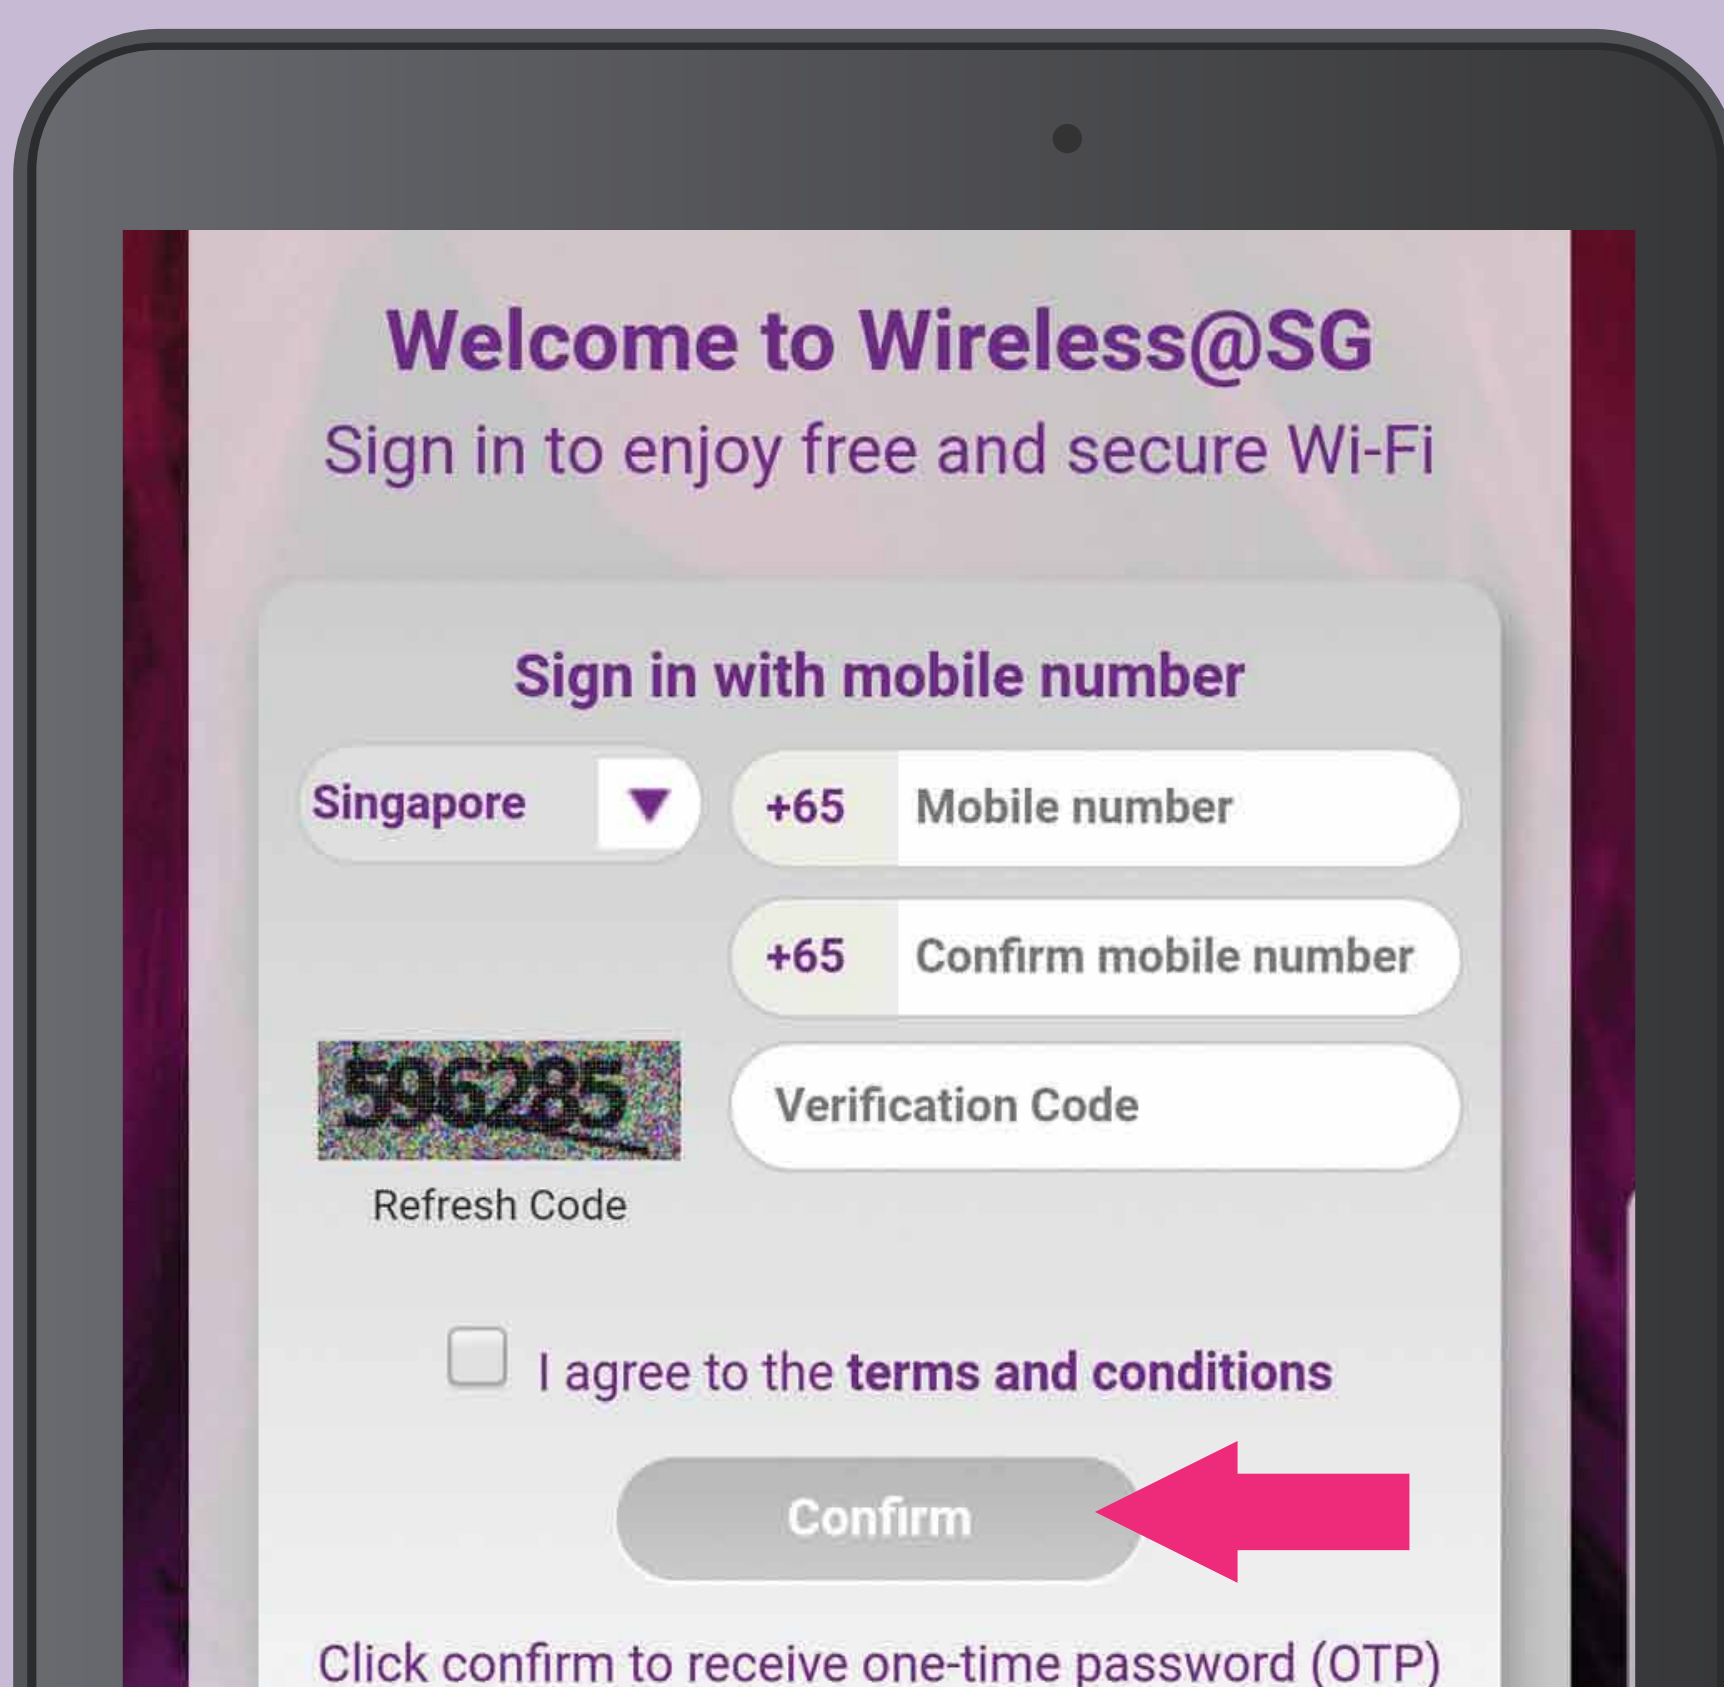 Welcome to Wireless@SG
Sign in to enjoy free and secure Wi-Fi
Sign in with mobile number
Singapore ▼ +65 Mobile number
+65 Confirm mobile number
596285 Verification Code
Refresh Code
I agree to the terms and conditions
Confirm
Click confirm to receive one-time password (OTP)